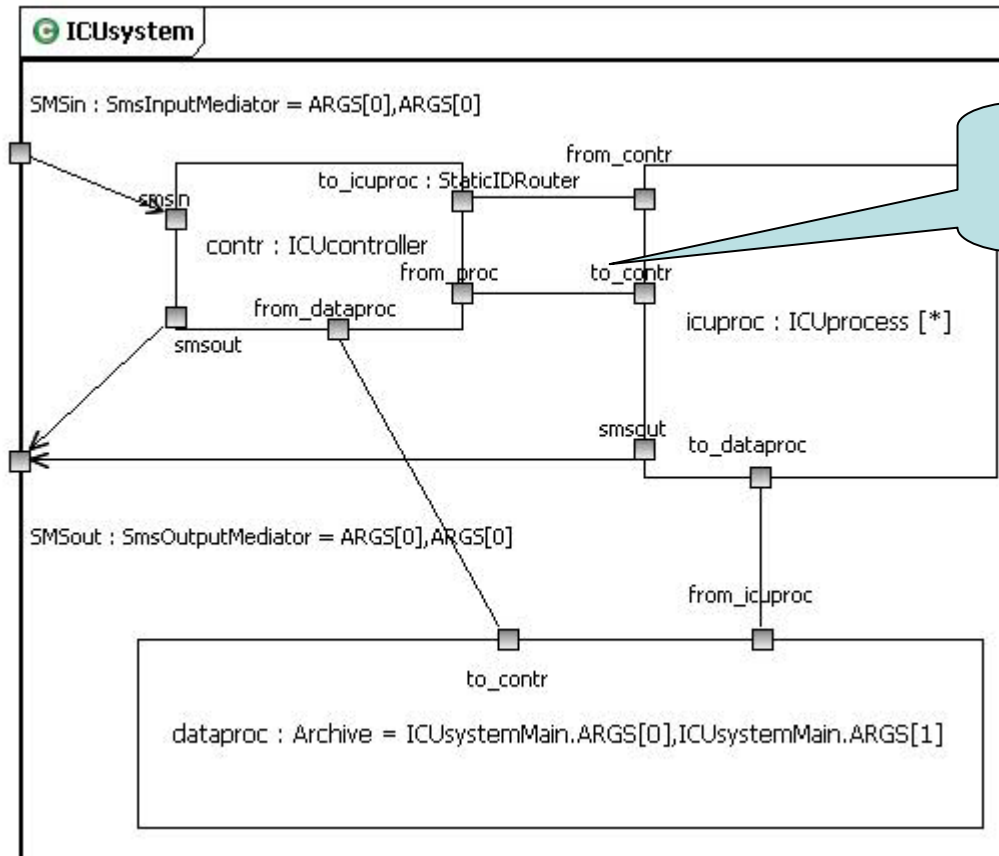 ICUsystem
SMSin : SmsInputMediator = ARGS[0],ARGS[0]
from_contr
to_icuproc : StaticIDRouter
smsin
contr : ICUcontroller
from_proc
to_contr
from_dataproc
icuproc : ICUprocess [*]
smsout
smsout
to_dataproc
SMSout : SmsOutputMediator = ARGS[0],ARGS[0]
from_icuproc
to_contr
dataproc : Archive = ICUsystemMain.ARGS[0],ICUsystemMain.ARGS[1]